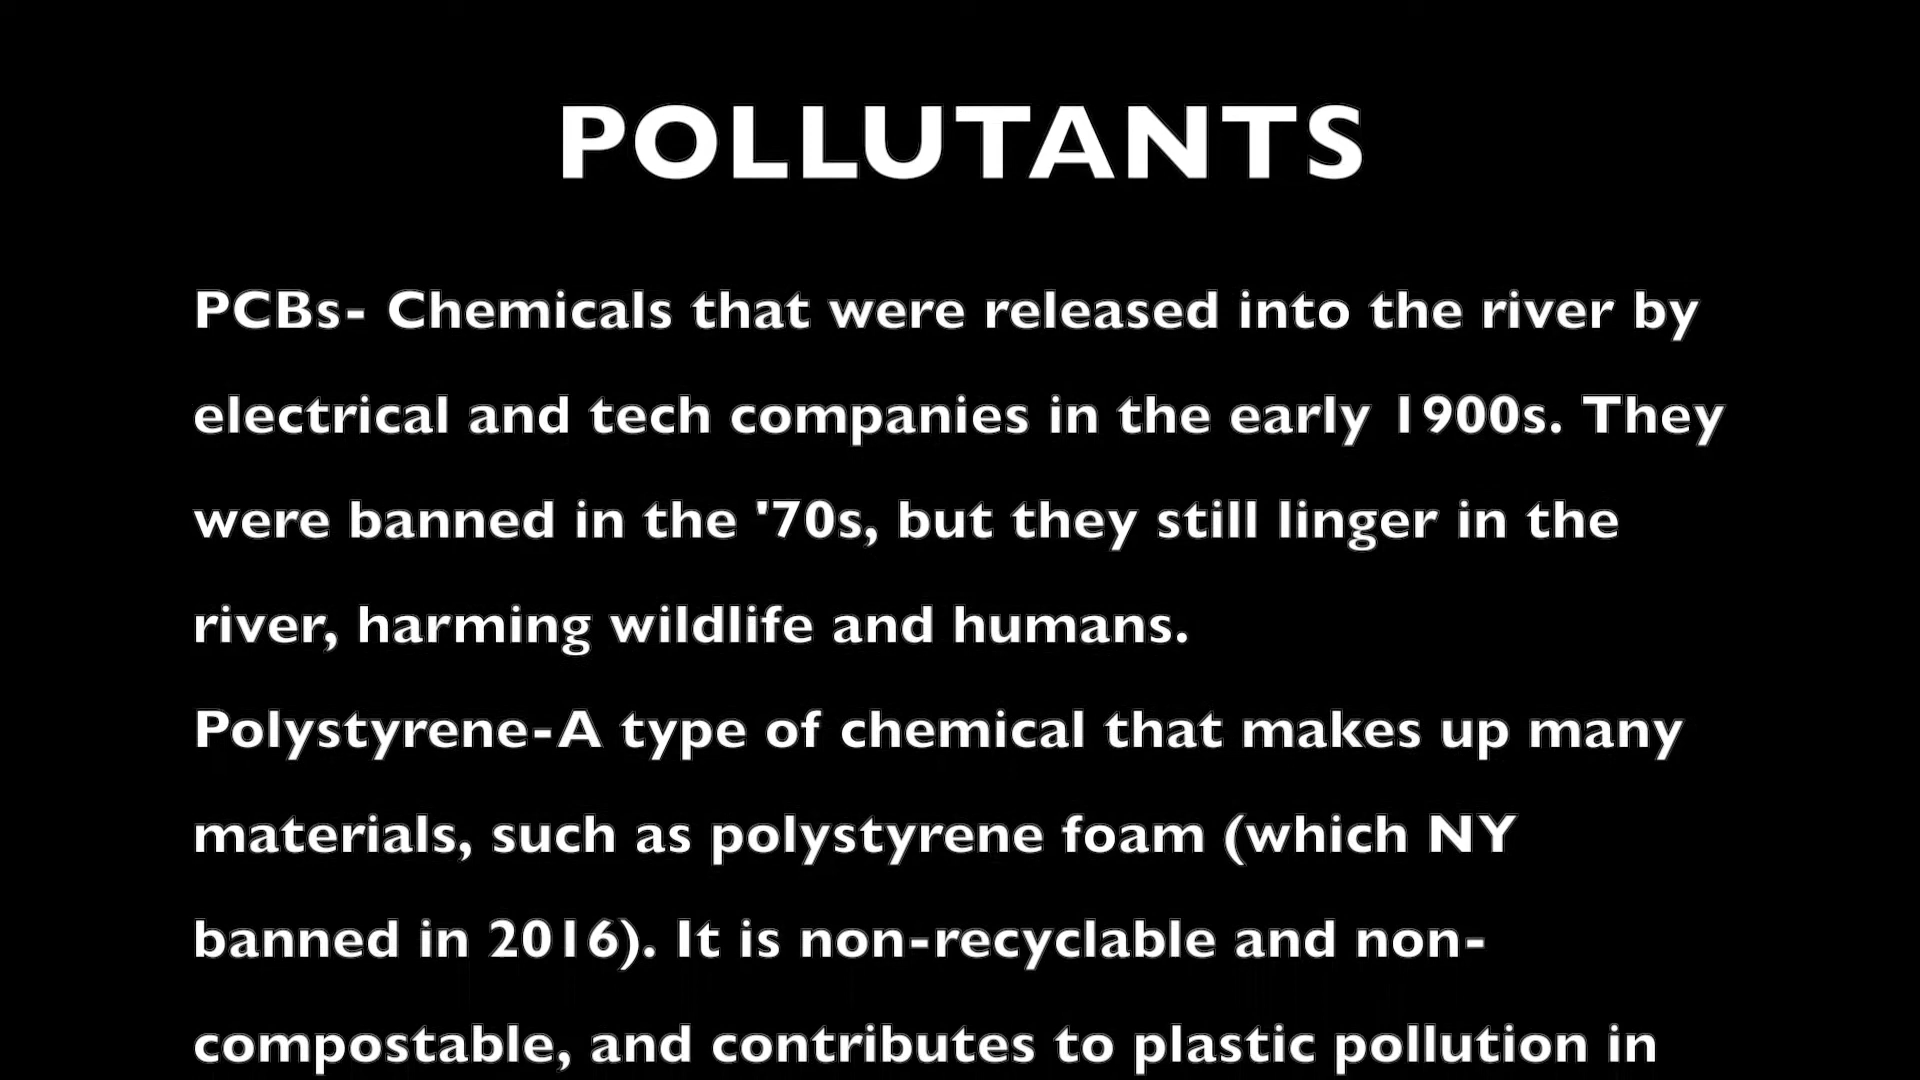 POLLUTANTS
PCBs- Chemicals that were released into the river by
electrical and tech companies in the early 1900s. They
were banned in the '70s, but they still linger in the
river, harming wildlife and humans.
Polystyrene-A type of chemical that makes up many
materials, such as polystyrene foam (which NY
banned in 2016). It is non-recyclable and non-
compostable, and contributes to plastic pollution in